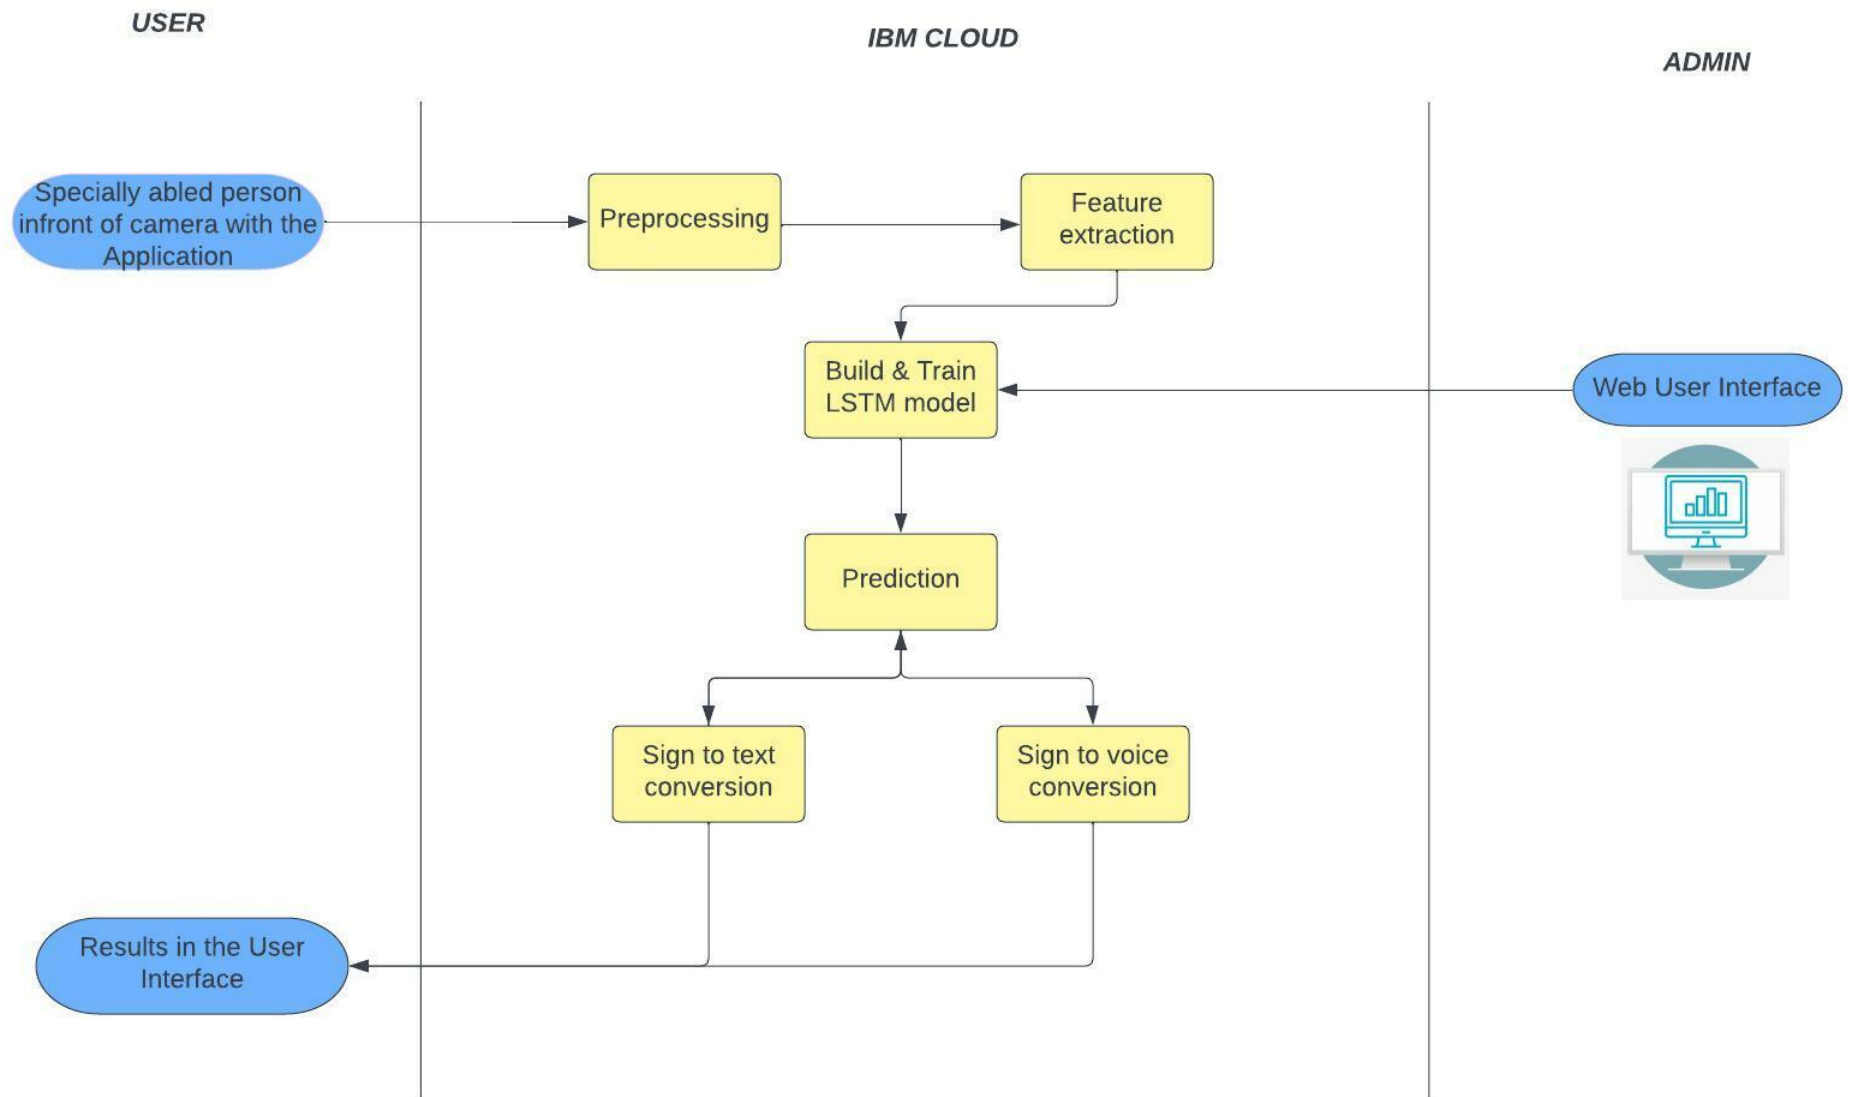 USER
IBM CLOUD
ADMIN
Specially abled person
infront of camera with the
Application
Preprocessing
Feature
extraction
Build & Train
LSTM model
Web User Interface
Prediction
Sign to text
conversion
Sign to voice
conversion
Results in the User
Interface